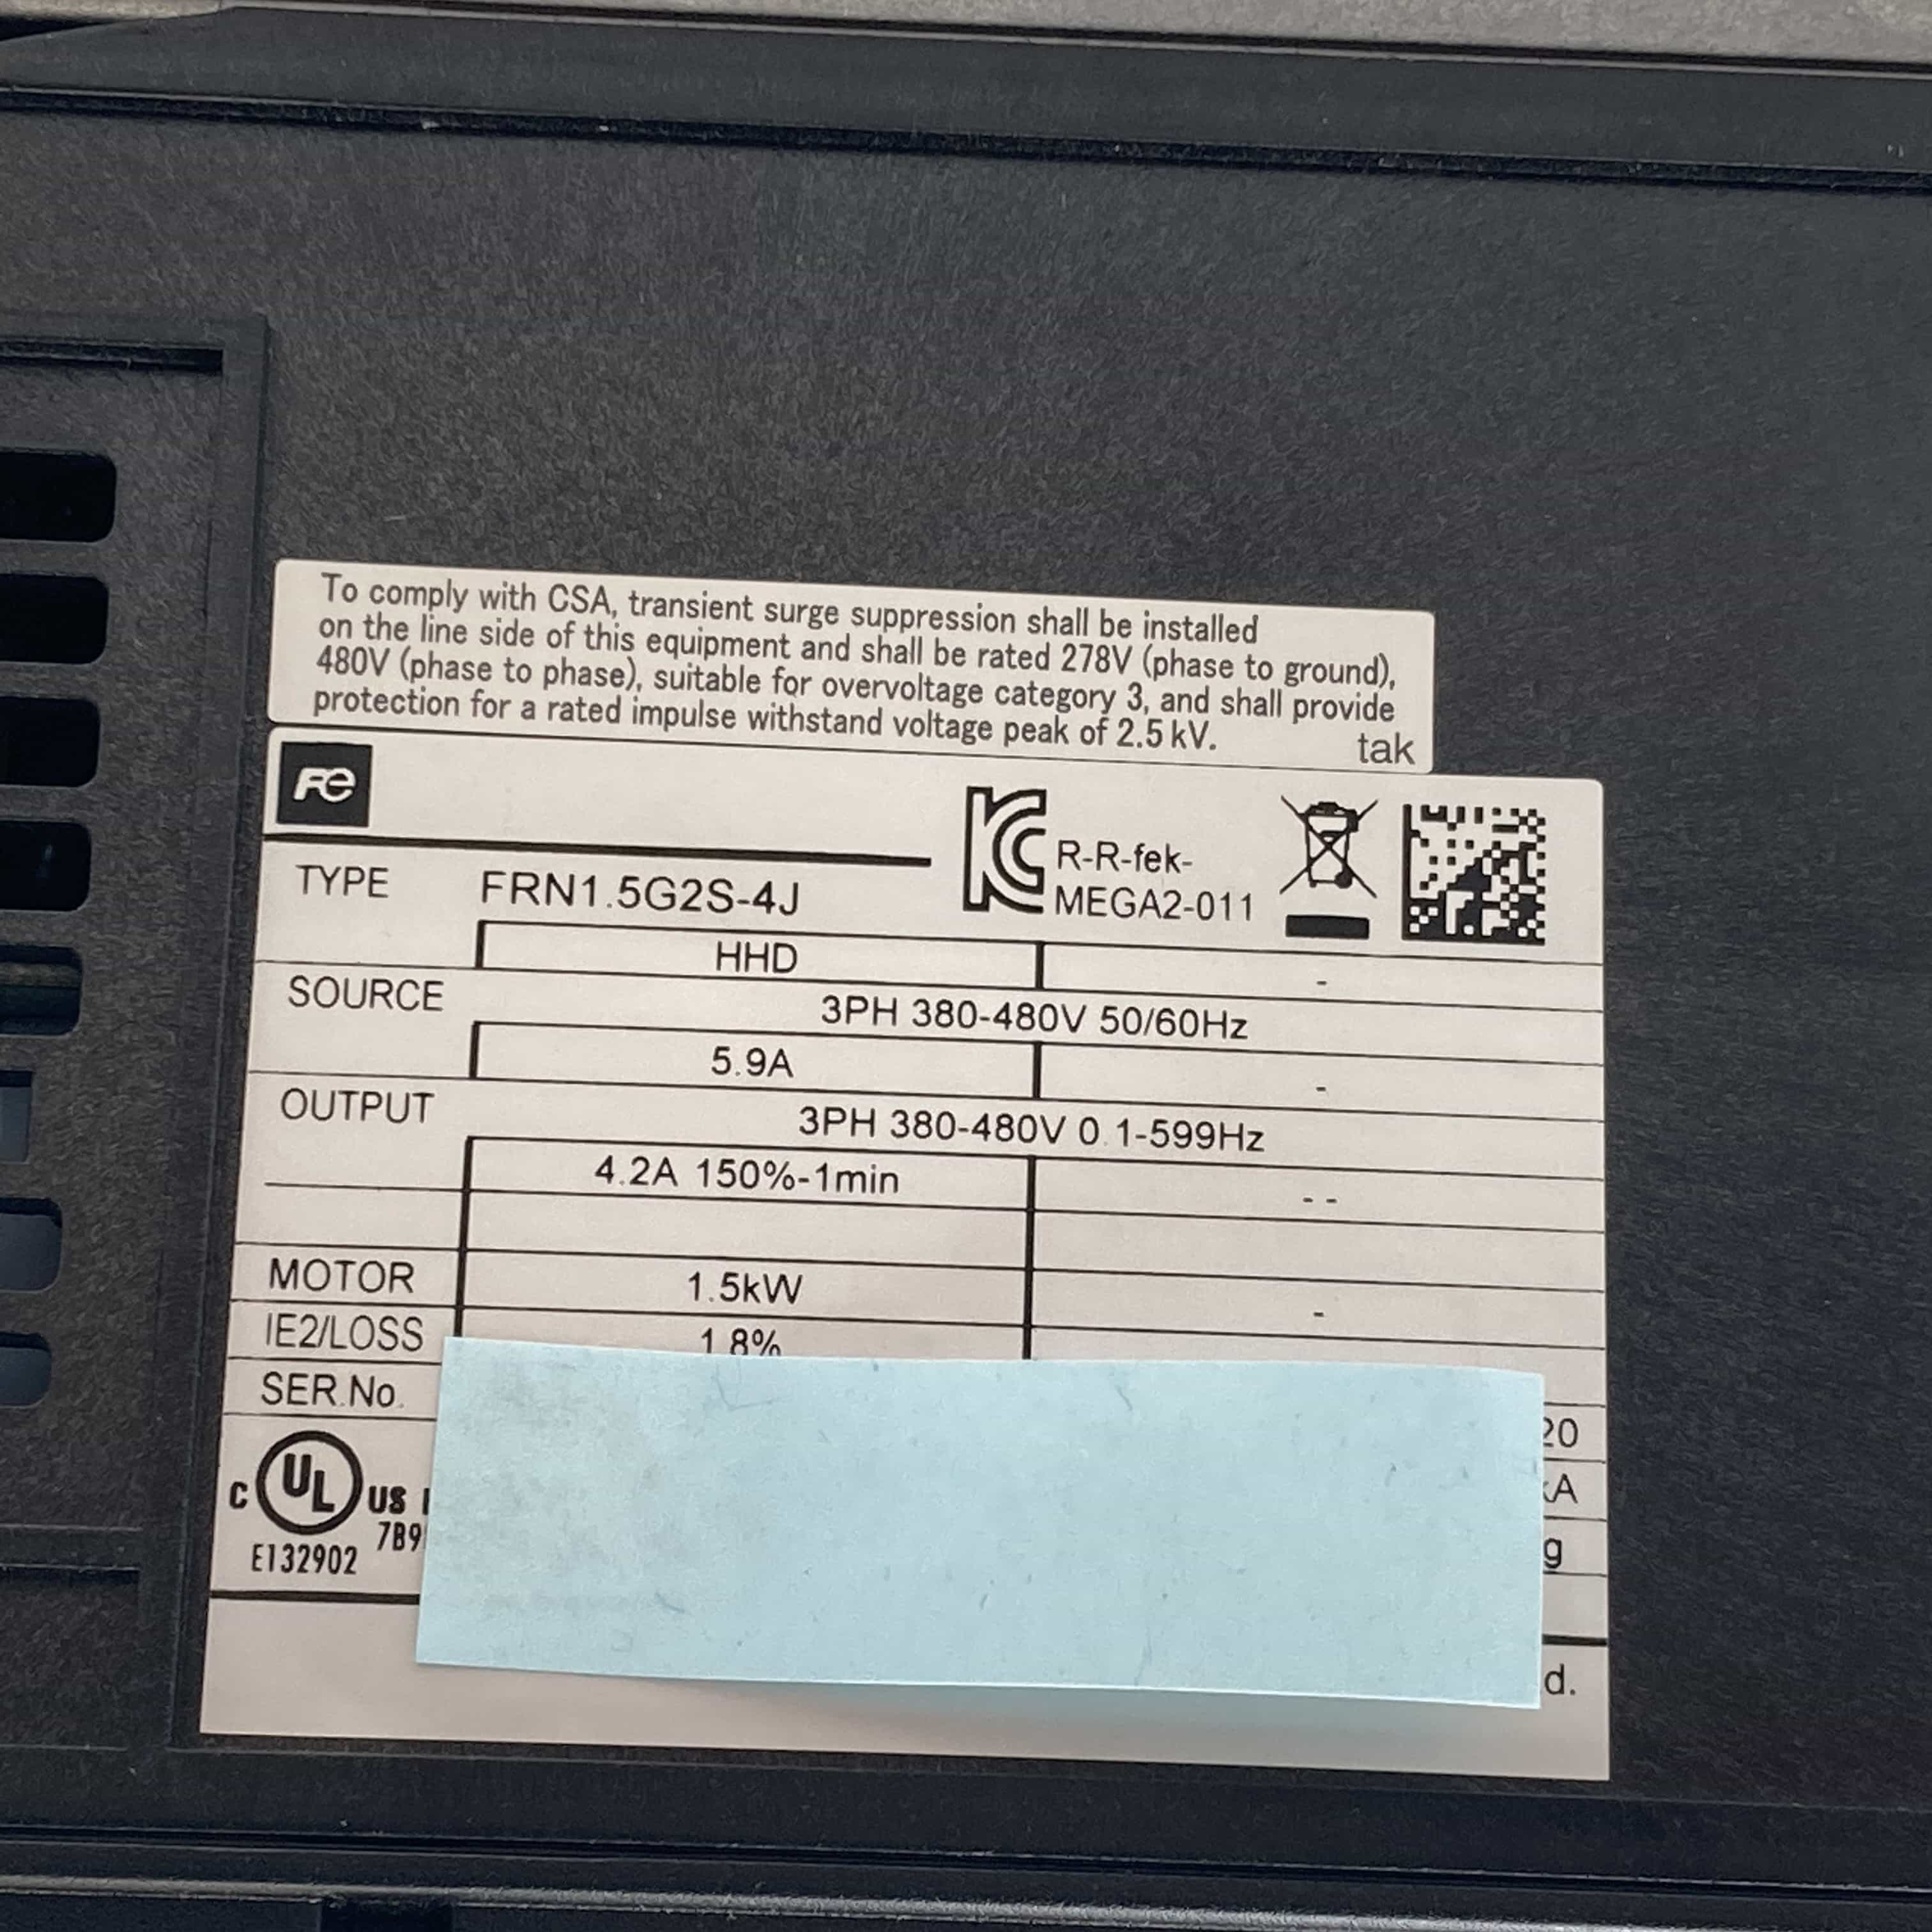 To comply with CSA, transient surge suppression shall be installed
on the line side of this equipment and shall be rated 278V (phase to ground),
480V (phase to phase), suitable for overvoltage category 3, and shall provide
protection for a rated impulse withstand voltage peak of 2.5 kV.
tak
Fe
R-R-fek-
MEGA2-011
TYPE FRN1.5G2S-4J
HHD -
SOURCE 3PH 380-480V 50/60Hz
5.9A -
OUTPUT 3PH 380-480V 0.1-599Hz
4.2A 150%-1min --
MOTOR 1.5kW -
IE2/LOSS 1.8%
SER.No.
20
A
C UL US
7B9
g
E132902
d.